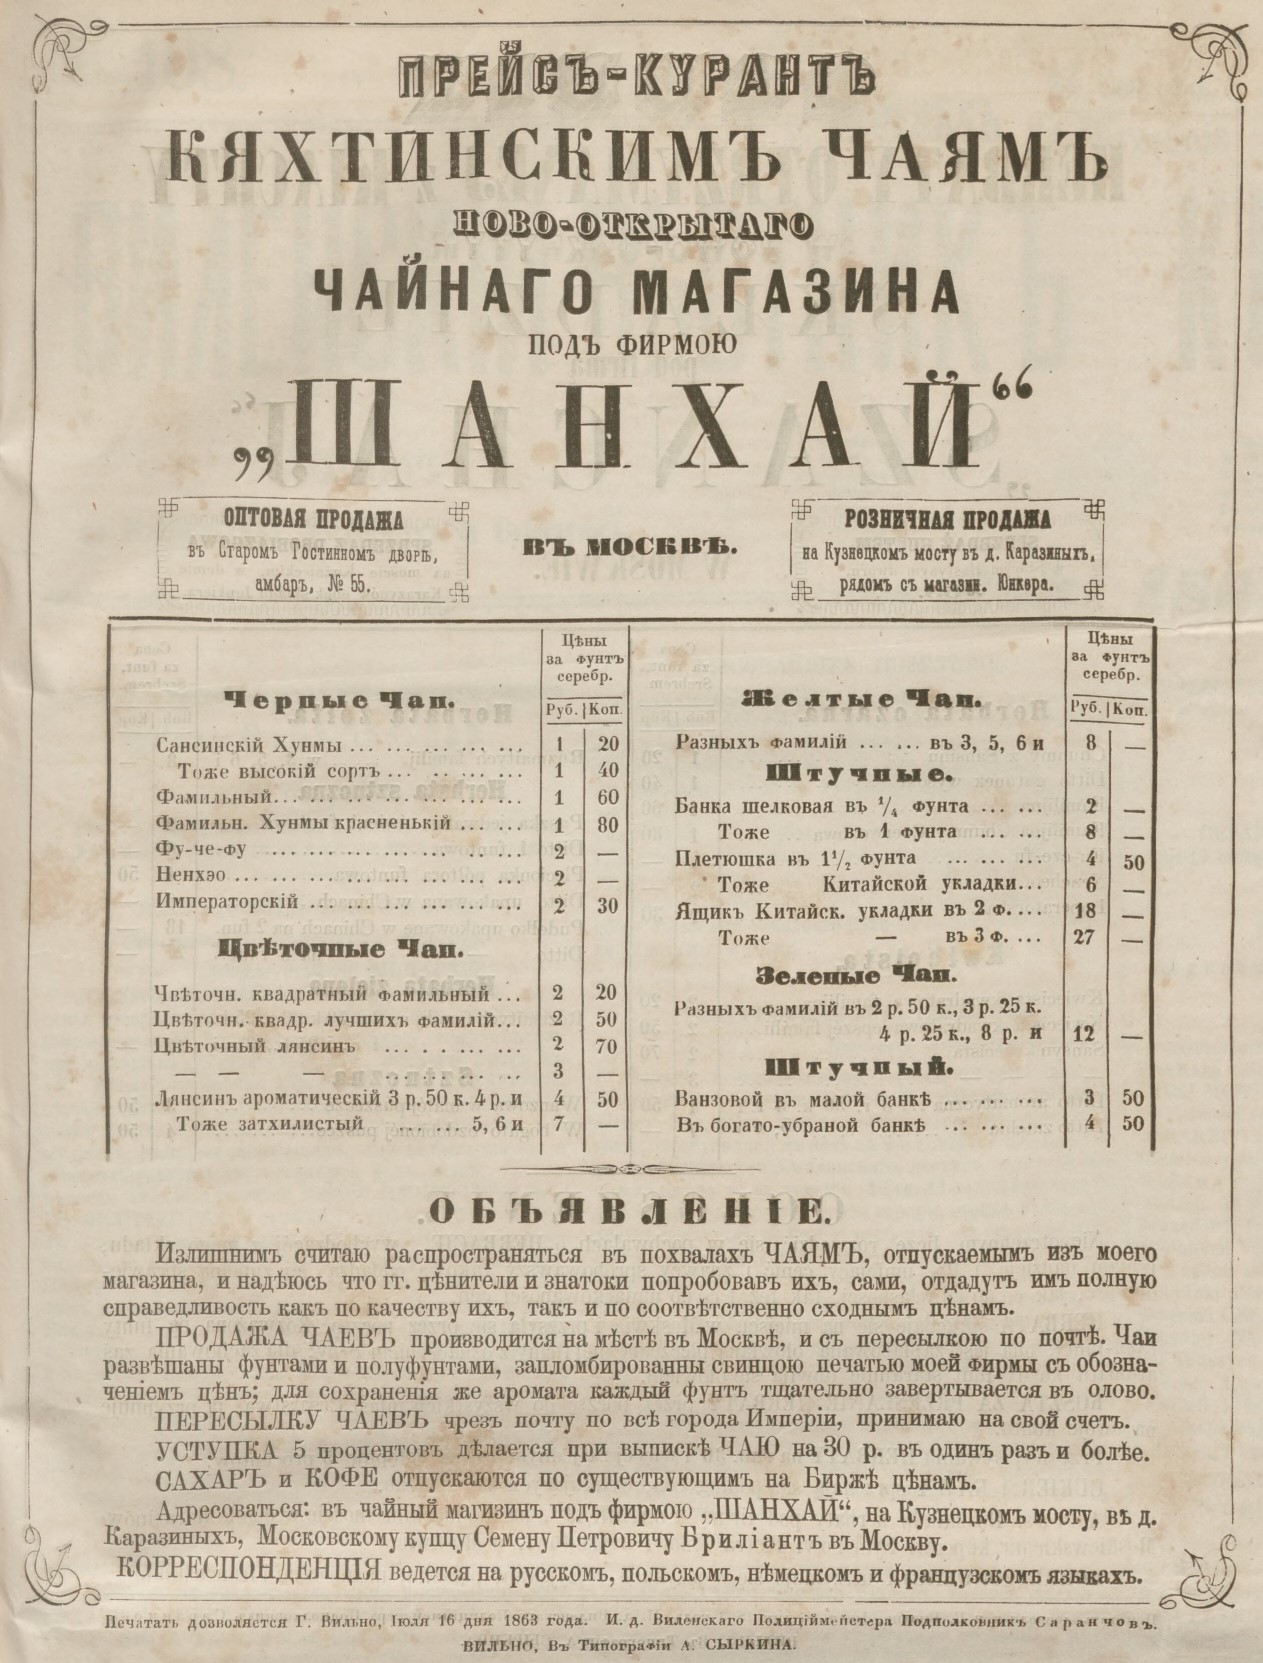 ПРЕЙСЪ-КУРАНТЪ
КЯХТИНСКИМЪ ЧАЯМЪ
НОВО-ОТКРЫТАГО
ЧАЙНАГО МАГАЗИНА
ПОДЪ ФИРМОЮ
„ШАНХАЙ“
ОПТОВАЯ ПРОДАЖА
въ Старомъ Гостинномъ дворѣ,
амбаръ, № 55.
ВЪ МОСКВѢ.
РОЗНИЧНАЯ ПРОДАЖА
на Кузнецкомъ мосту въ д. Каразиныхъ,
рядомъ съ магазин. Юнкера.
Черные Чаи.
Цѣны за фунтъ серебр.
Руб. | Коп.
Сансинскій Хунмы ... ... ... ... ... 1 20
Тоже высокій сортъ ... ... ... ... 1 40
Фамильный... ... ... ... ... ... ... 1 60
Фамильн. Хунмы красненькій ... ... 1 80
Фу-че-фу ... ... ... ... ... ... ... 2 —
Ненхэо ... ... ... ... ... ... ... ... 2 —
Императорскій ... ... ... ... ... ... 2 30
Цвѣточные Чаи.
Чвѣточн. квадратный фамильный ... 2 20
Цвѣточн. квадр. лучшихъ фамилій... 2 50
Цвѣточный лянсинъ ... . ... ... ... 2 70
— — — ... ... ... ... ... 3 —
Лянсинъ ароматическій 3 р. 50 к. 4 р. и 4 50
Тоже затхилистый ... ... 5, 6 и 7 —
Желтые Чаи.
Цѣны за фунтъ серебр.
Руб. | Коп.
Разныхъ фамилій ... ... въ 3, 5, 6 и 8 —
Штучные.
Банка шелковая въ 1/4 фунта ... ... 2 —
Тоже въ 1 фунта ... ... 8 —
Плетюшка въ 1 1/2 фунта ... ... ... 4 50
Тоже Китайской укладки... 6 —
Ящикъ Китайск. укладки въ 2 Ф. ... 18 —
Тоже — въ 3 Ф. ... 27 —
Зеленые Чаи.
Разныхъ фамилій въ 2 р. 50 к., 3 р. 25 к.
4 р. 25 к., 8 р. и 12 —
Штучный.
Ванзовой въ малой банкѣ ... ... ... 3 50
Въ богато-убраной банкѣ ... ... ... 4 50
ОБЪЯВЛЕНІЕ.
Излишнимъ считаю распространяться въ похвалахъ ЧАЯМЪ, отпускаемымъ изъ моего
магазина, и надѣюсь что гг. цѣнители и знатоки попробовавъ ихъ, сами, отдадутъ имъ полную
справедливость какъ по качеству ихъ, такъ и по соотвѣтственно сходнымъ цѣнамъ.
ПРОДАЖА ЧАЕВЪ производится на мѣстѣ въ Москвѣ, и съ пересылкою по почтѣ. Чаи
развѣшаны фунтами и полуфунтами, запломбированны свинцою печатью моей фирмы съ обозна-
ченіемъ цѣнъ; для сохраненія же аромата каждый фунтъ тщательно завертывается въ олово.
ПЕРЕСЫЛКУ ЧАЕВЪ чрезъ почту по всѣ города Имперіи, принимаю на свой счетъ.
УСТУПКА 5 процентовъ дѣлается при выпискѣ ЧАЮ на 30 р. въ одинъ разъ и болѣе.
САХАРЪ и КОФЕ отпускаются по существующимъ на Биржѣ цѣнамъ.
Адресоваться: въ чайный магизинъ подъ фирмою „ШАНХАЙ“, на Кузнецкомъ мосту, въ д.
Каразиныхъ, Московскому купцу Семену Петровичу Бриліантъ въ Москву.
КОРРЕСПОНДЕНЦІЯ ведется на русскомъ, польскомъ, нѣмецкомъ и французскомъ языкахъ.
Печатать дозволяется Г. Вильно, Іюля 16 дня 1863 года. И. д. Виленскаго Полиціймейстера Подполковникъ Саранчовъ.
ВИЛЬНО, Въ Типографіи А. СЫРКИНА.